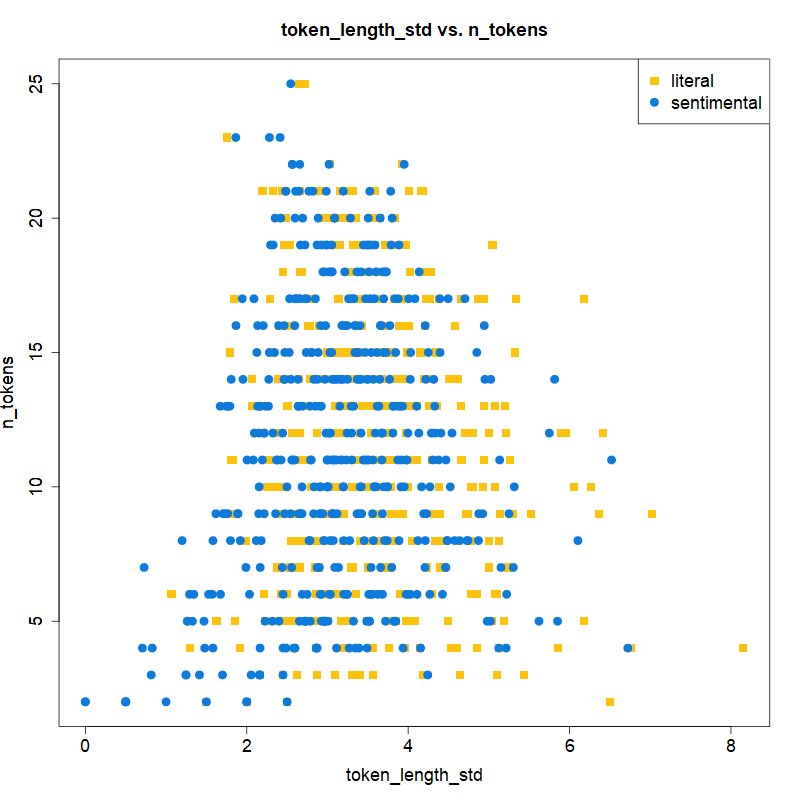 token_length_std vs. n_tokens
literal
sentimental
25
20
15
10
5
n_tokens
0 2 4 6 8
token_length_std